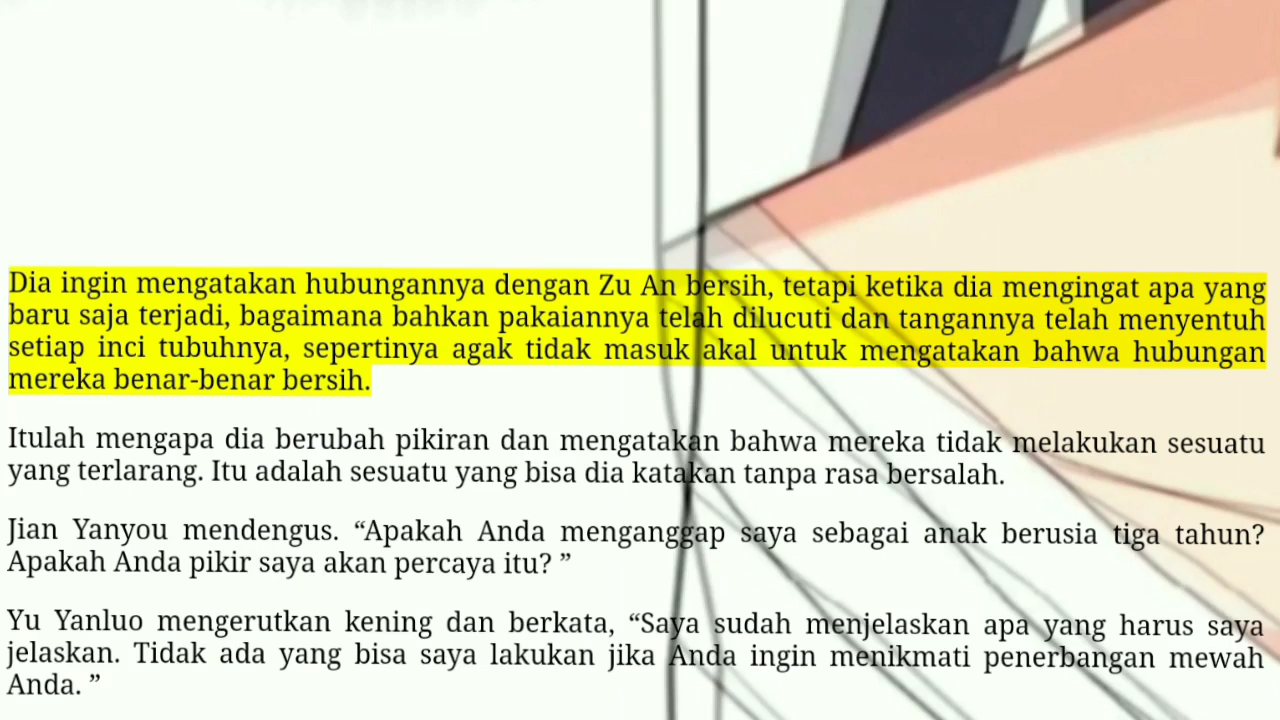 Dia ingin mengatakan hubungannya dengan Zu An bersih, tetapi ketika dia mengingat apa yang
baru saja terjadi, bagaimana bahkan pakaiannya telah dilucuti dan tangannya telah menyentuh
setiap inci tubuhnya, sepertinya agak tidak masuk akal untuk mengatakan bahwa hubungan
mereka benar-benar bersih.
Itulah mengapa dia berubah pikiran dan mengatakan bahwa mereka tidak melakukan sesuatu
yang terlarang. Itu adalah sesuatu yang bisa dia katakan tanpa rasa bersalah.
Jian Yanyou mendengus. “Apakah Anda menganggap saya sebagai anak berusia tiga tahun?
Apakah Anda pikir saya akan percaya itu? ”
Yu Yanluo mengerutkan kening dan berkata, “Saya sudah menjelaskan apa yang harus saya
jelaskan. Tidak ada yang bisa saya lakukan jika Anda ingin menikmati penerbangan mewah
Anda. ”